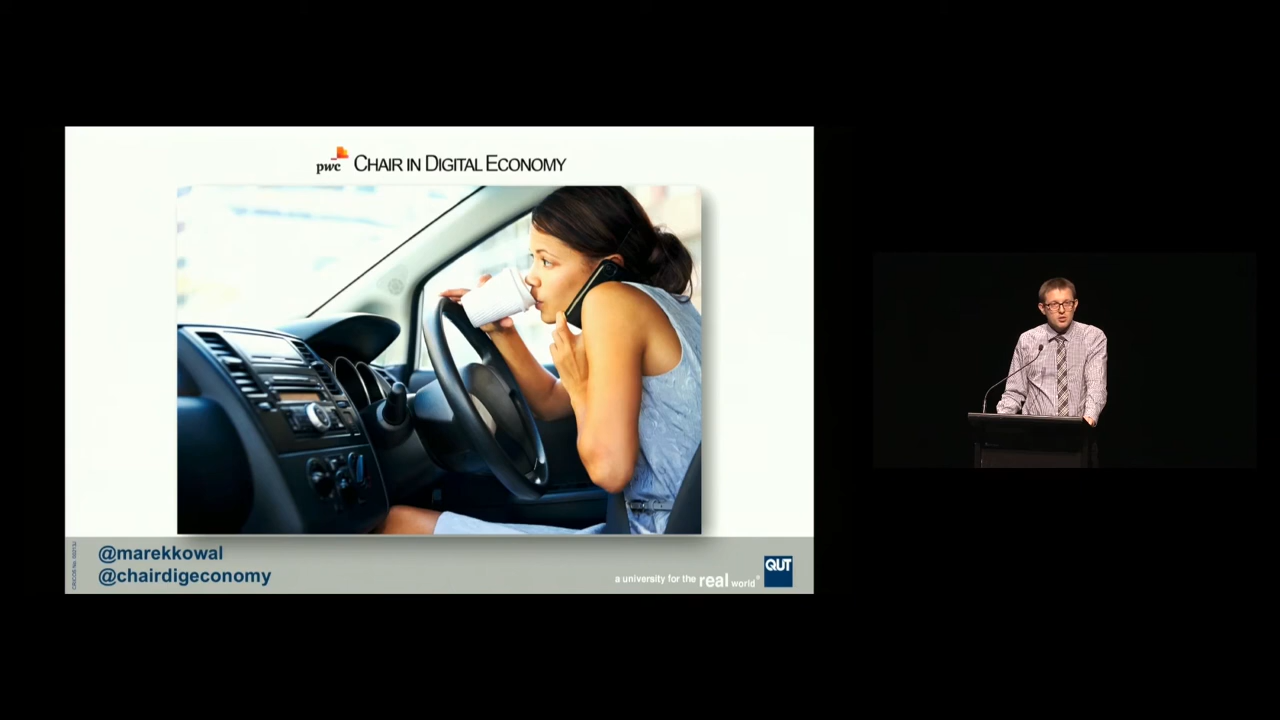 pwc CHAIR IN DIGITAL ECONOMY
@marekkowal
@chairdigeconomy
a university for the real world
QUT